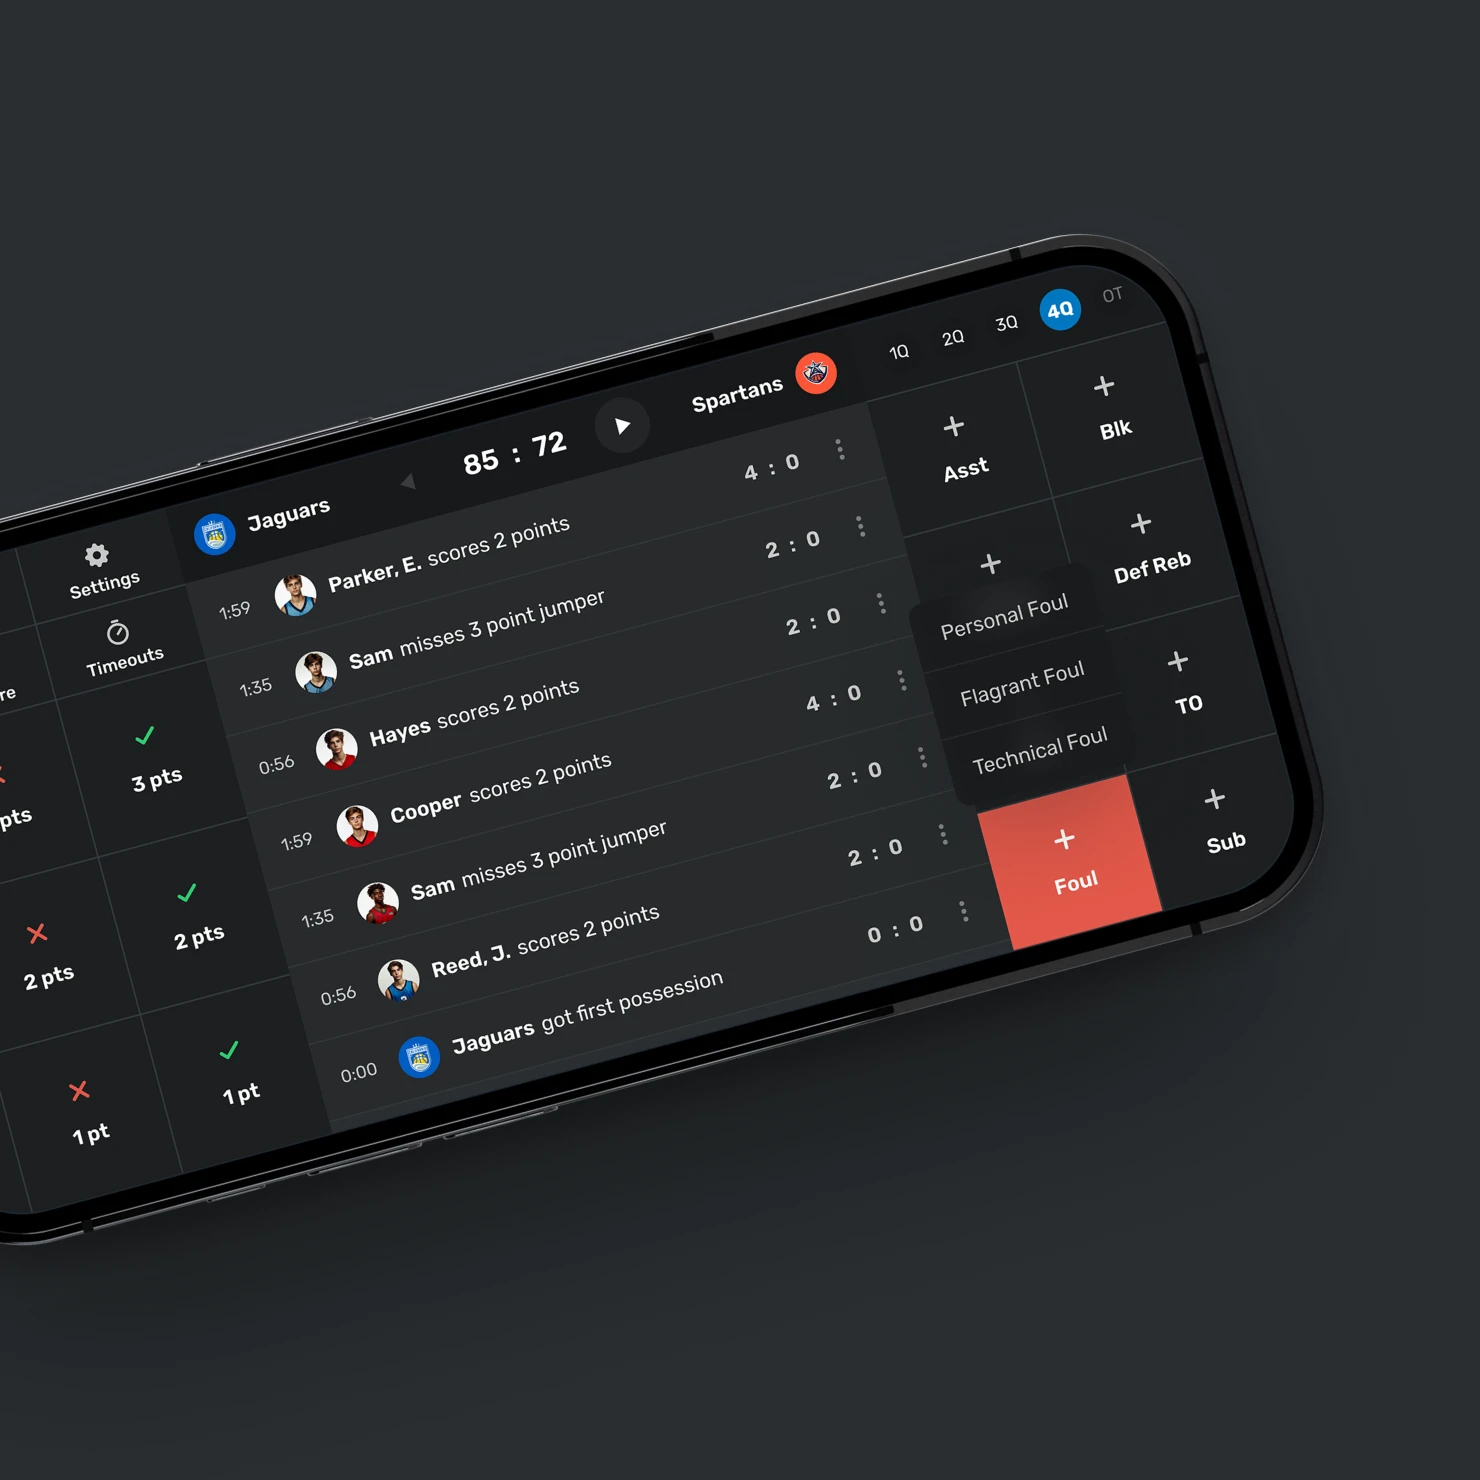 Jaguars
85 : 72
Spartans
1Q
2Q
3Q
4Q
OT
Settings
Timeouts
3 pts
2 pts
2 pts
1 pt
1 pt
1:59 Parker, E. scores 2 points 4 : 0
1:35 Sam misses 3 point jumper 2 : 0
0:56 Hayes scores 2 points 2 : 0
1:59 Cooper scores 2 points 4 : 0
1:35 Sam misses 3 point jumper 2 : 0
0:56 Reed, J. scores 2 points 2 : 0
0:00 Jaguars got first possession 0 : 0
Asst
Blk
Def Reb
Personal Foul
Flagrant Foul
Technical Foul
TO
Foul
Sub
re
pts